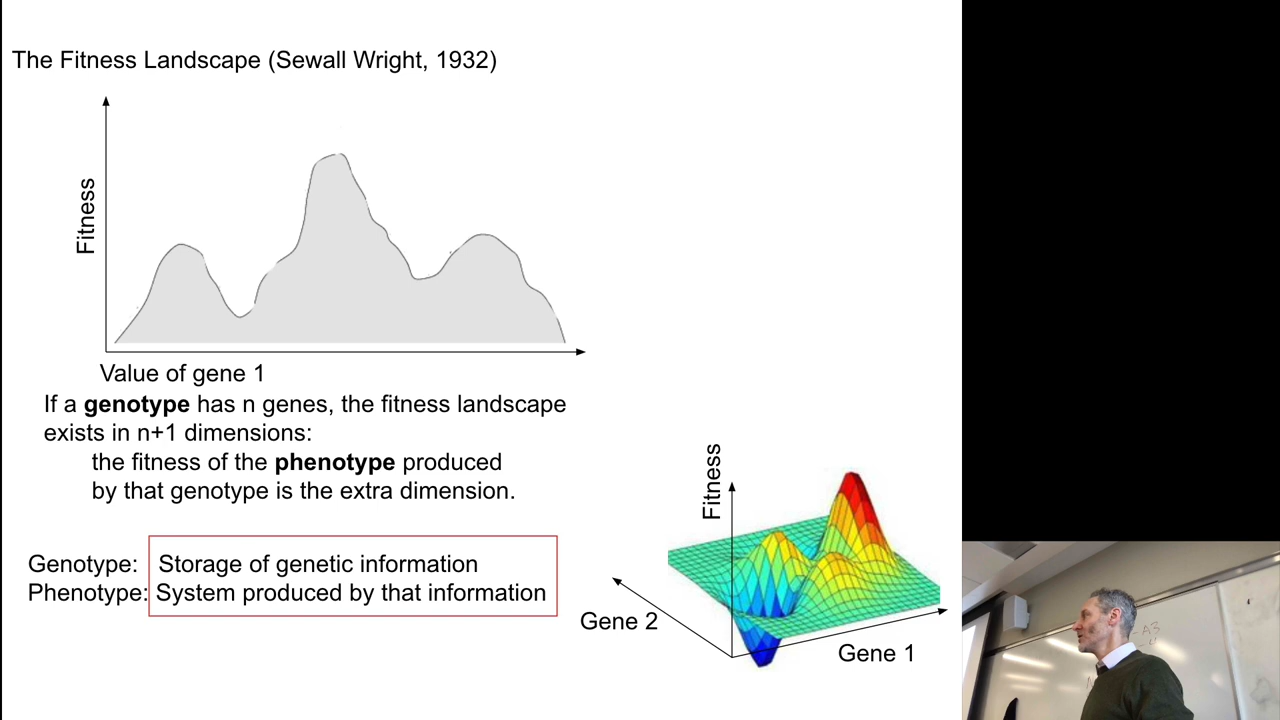 The Fitness Landscape (Sewall Wright, 1932)
Fitness
Value of gene 1
If a genotype has n genes, the fitness landscape
exists in n+1 dimensions:
the fitness of the phenotype produced
by that genotype is the extra dimension.
Genotype: Storage of genetic information
Phenotype: System produced by that information
Fitness
Gene 2
Gene 1